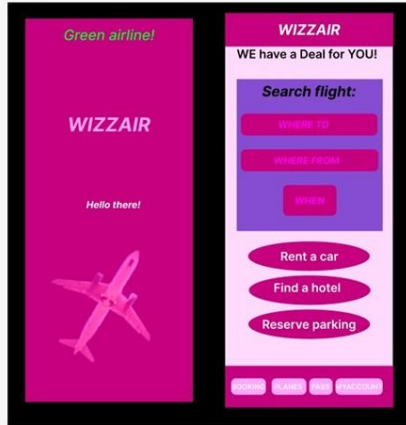 Green airline!
WIZZAIR
Hello there!
WIZZAIR
WE have a Deal for YOU!
Search flight:
WHERE TO
WHERE FROM
WHEN
Rent a car
Find a hotel
Reserve parking
BOOKING PLANES PASS MYACCOUNT